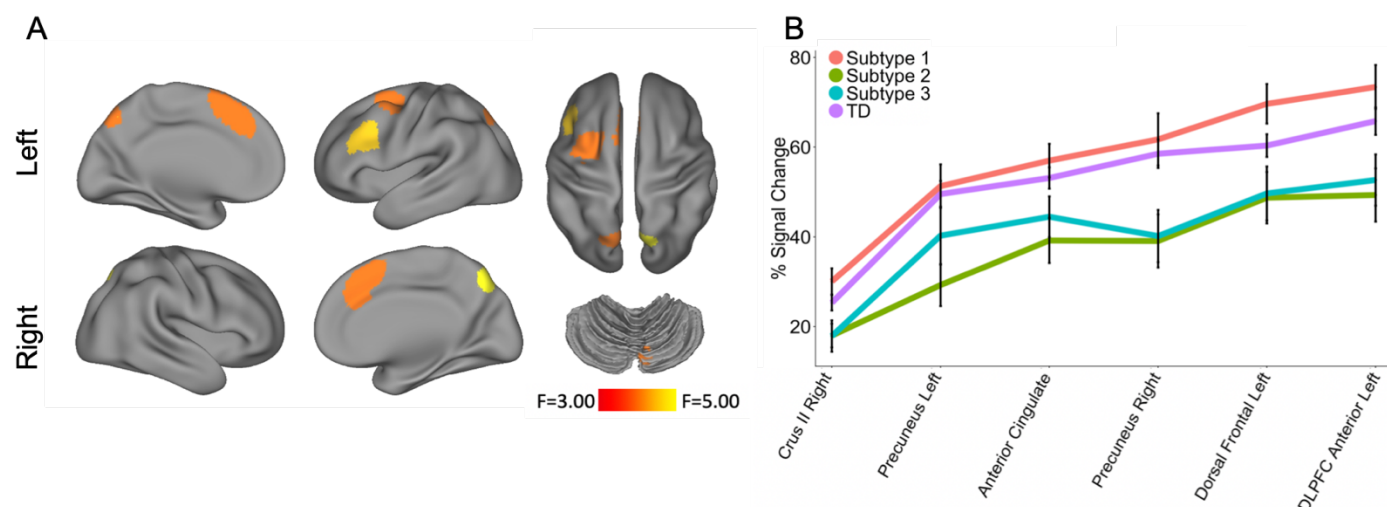 A
Left
Right
F=3.00
F=5.00
B
Subtype 1
Subtype 2
Subtype 3
TD
% Signal Change
80
60
40
20
Crus II Right
Precuneus Left
Anterior Cingulate
Precuneus Right
Dorsal Frontal Left
DLPFC Anterior Left